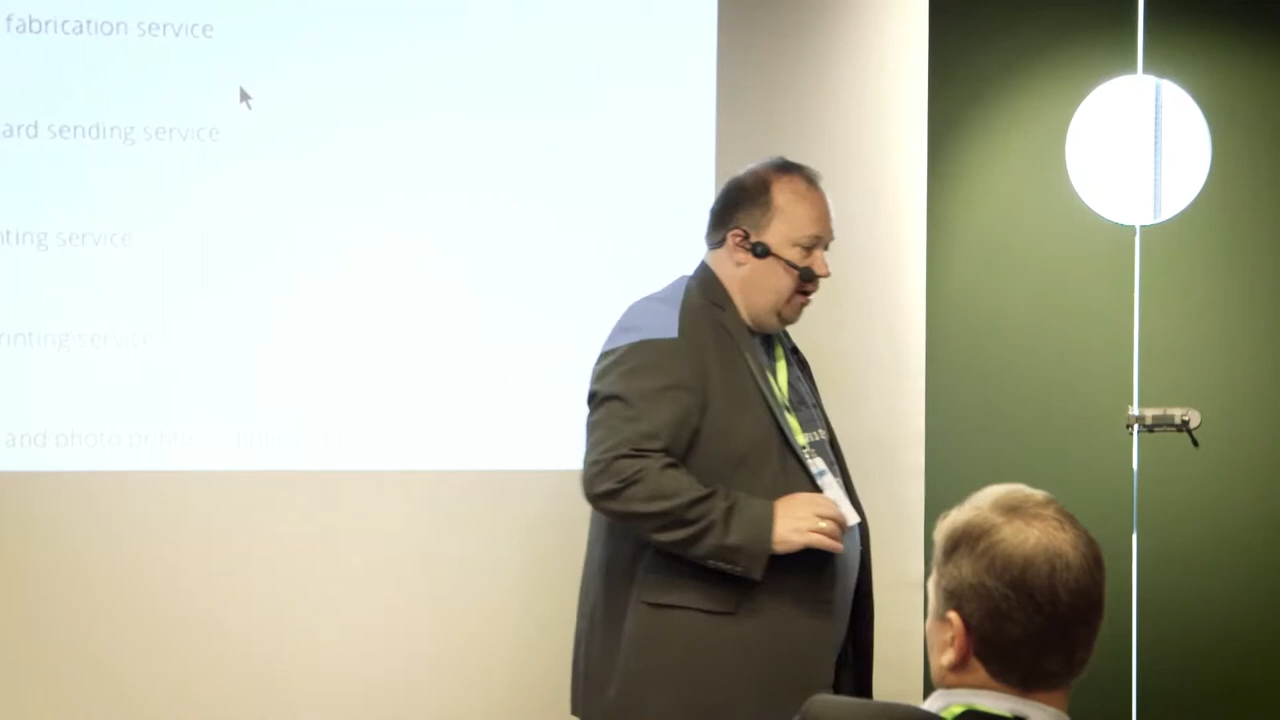 fabrication service
ard sending service
nting service
rinting service
and photo